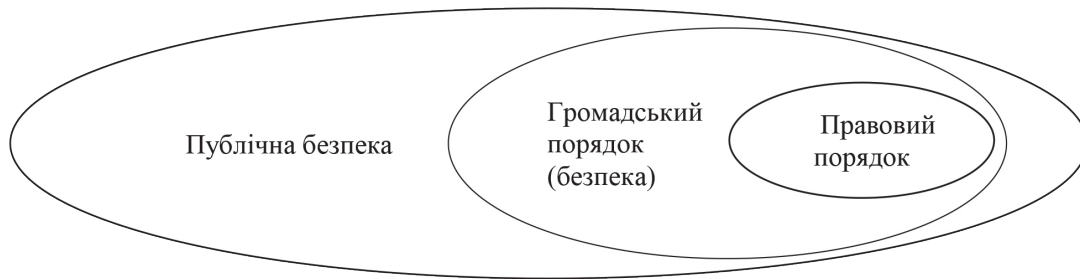 Публічна безпека
Громадський
порядок
(безпека)
Правовий
порядок